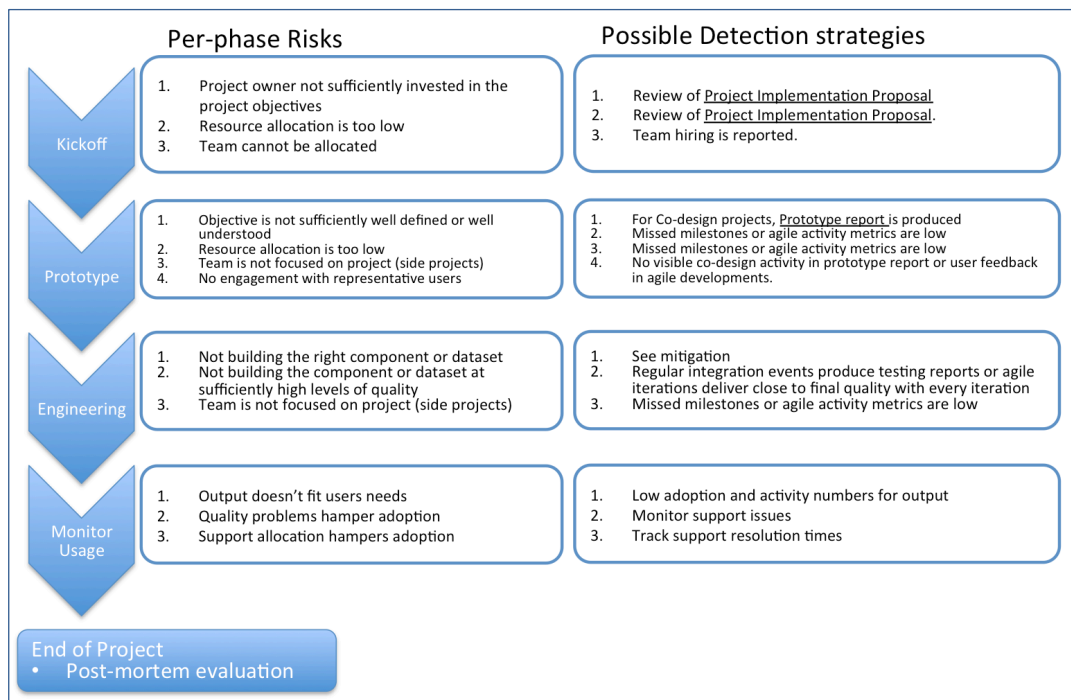 Per-phase Risks
Possible Detection strategies
Kickoff
1. Project owner not sufficiently invested in the
project objectives
2. Resource allocation is too low
3. Team cannot be allocated
1. Review of Project Implementation Proposal
2. Review of Project Implementation Proposal.
3. Team hiring is reported.
Prototype
1. Objective is not sufficiently well defined or well
understood
2. Resource allocation is too low
3. Team is not focused on project (side projects)
4. No engagement with representative users
1. For Co-design projects, Prototype report is produced
2. Missed milestones or agile activity metrics are low
3. Missed milestones or agile activity metrics are low
4. No visible co-design activity in prototype report or user feedback
in agile developments.
Engineering
1. Not building the right component or dataset
2. Not building the component or dataset at
sufficiently high levels of quality
3. Team is not focused on project (side projects)
1. See mitigation
2. Regular integration events produce testing reports or agile
iterations deliver close to final quality with every iteration
3. Missed milestones or agile activity metrics are low
Monitor
Usage
1. Output doesn’t fit users needs
2. Quality problems hamper adoption
3. Support allocation hampers adoption
1. Low adoption and activity numbers for output
2. Monitor support issues
3. Track support resolution times
End of Project
• Post-mortem evaluation